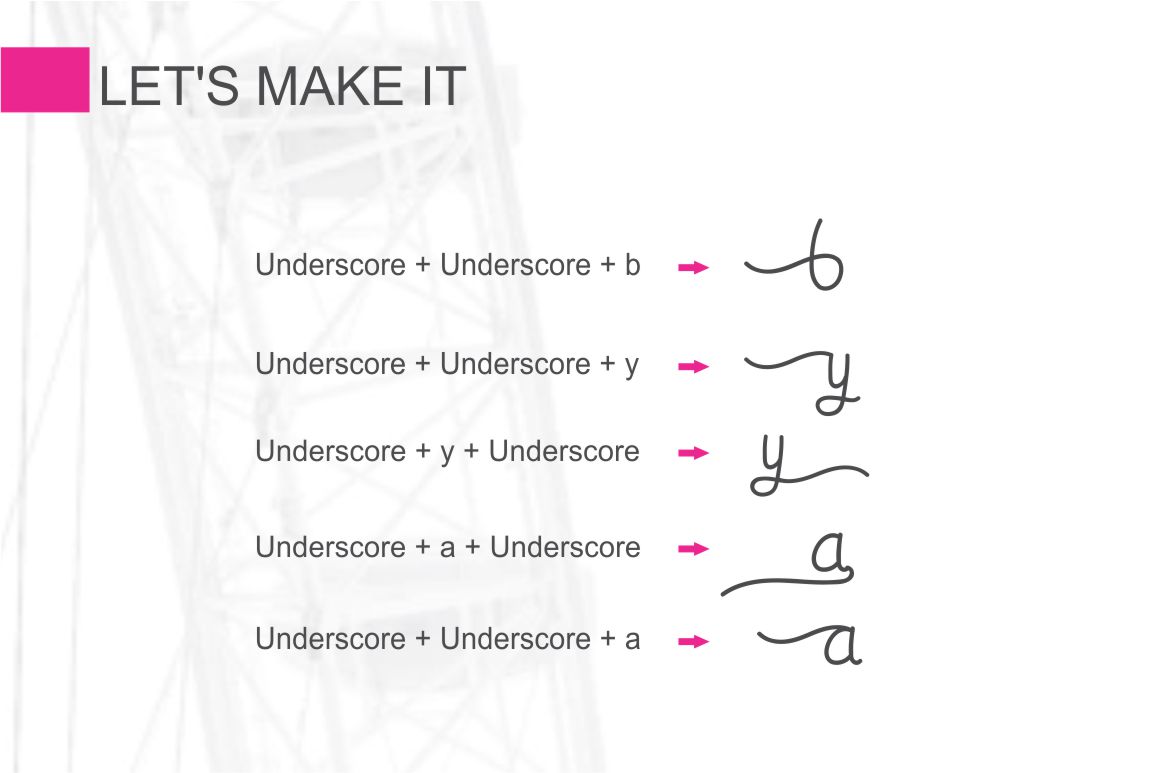 LET'S MAKE IT
Underscore + Underscore + b b
Underscore + Underscore + y y
Underscore + y + Underscore y
Underscore + a + Underscore a
Underscore + Underscore + a a